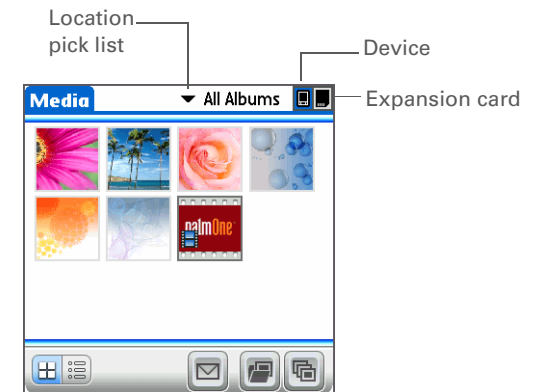 Location
pick list
Device
Media
All Albums
Expansion card
palmOne